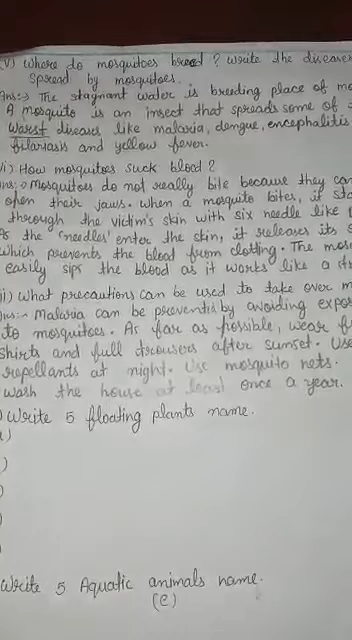 (v) Where do mosquitoes breed? Write the diseases
spread by mosquitoes.
Ans:→ The stagnant water is breeding place of mo
A mosquito is an insect that spreads some of
warst diseases like malaria, dengue, encephalitis
filariasis and yellow fever.
vi) How mosquitoes suck blood?
ns:→ Mosquitoes do not really bite because they can
open their jaws. When a mosquito bites, it sta
through the victim's skin with six needle like
As the 'needles' enter the skin, it releases its s
which prevents the blood from clotting. The mos
easily sips the blood as it works like a st
ii) What precautions can be used to take over m
Ans:- Malaria can be prevented by avoiding expo
to mosquitoes. As far as possible, wear fu
shirts and full trousers after sunset. Use
repellants at night. Use mosquito nets.
wash the house at least once a year.
) Write 5 floating plants name.
)
)
)
)
)
Write 5 Aquatic animals name.
(e)